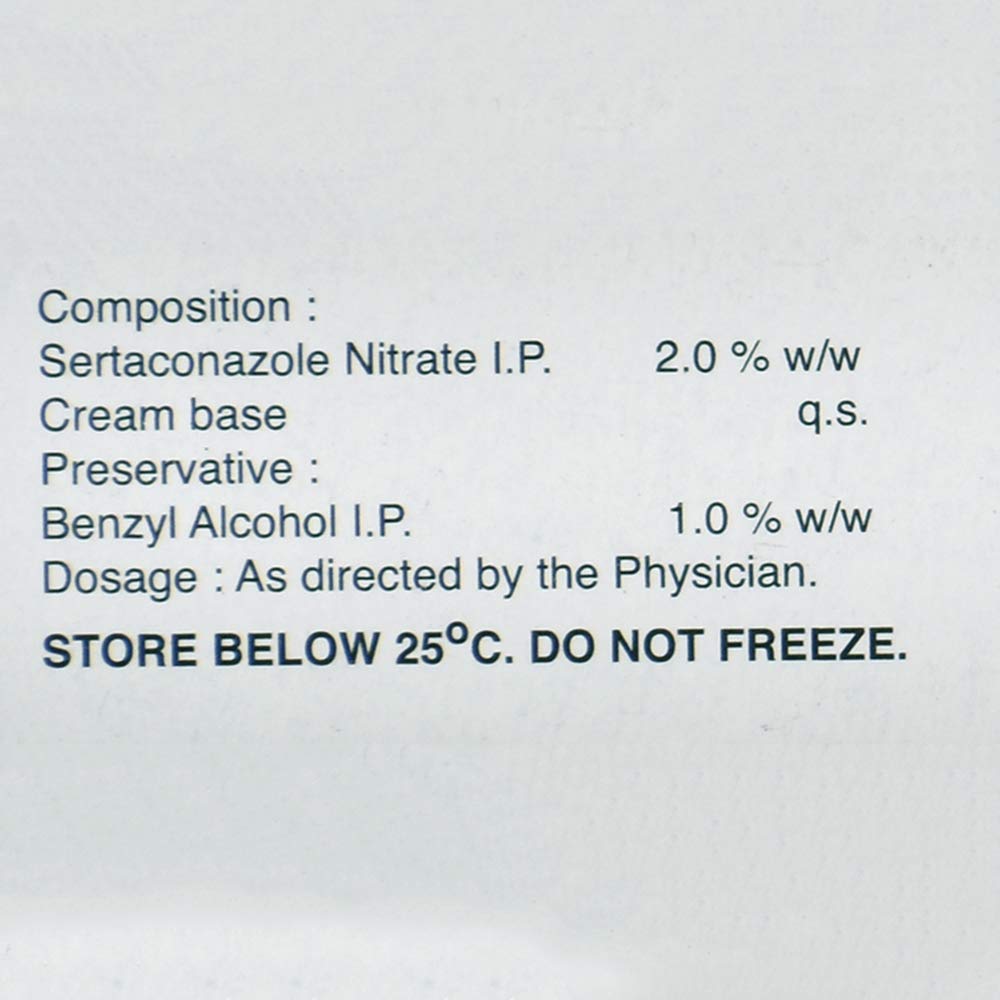 Composition :
Sertaconazole Nitrate I.P. 2.0 % w/w
Cream base q.s.
Preservative :
Benzyl Alcohol I.P. 1.0 % w/w
Dosage : As directed by the Physician.
STORE BELOW 25°C. DO NOT FREEZE.